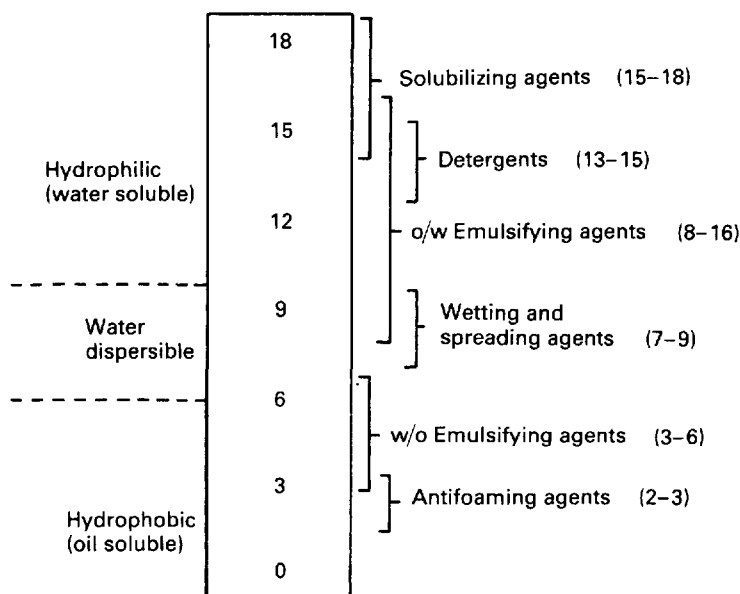 18
Solubilizing agents (15–18)
15
Detergents (13–15)
Hydrophilic
(water soluble)
12
o/w Emulsifying agents (8–16)
9
Wetting and
spreading agents (7–9)
Water
dispersible
6
w/o Emulsifying agents (3–6)
3
Antifoaming agents (2–3)
Hydrophobic
(oil soluble)
0